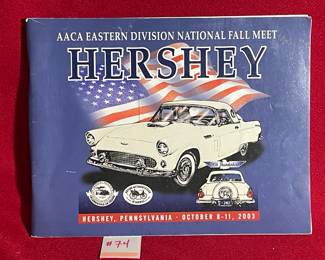 AACA EASTERN DIVISION NATIONAL FALL MEET
HERSHEY
HERSHEY, PENNSYLVANIA · OCTOBER 8-11, 2003
#74